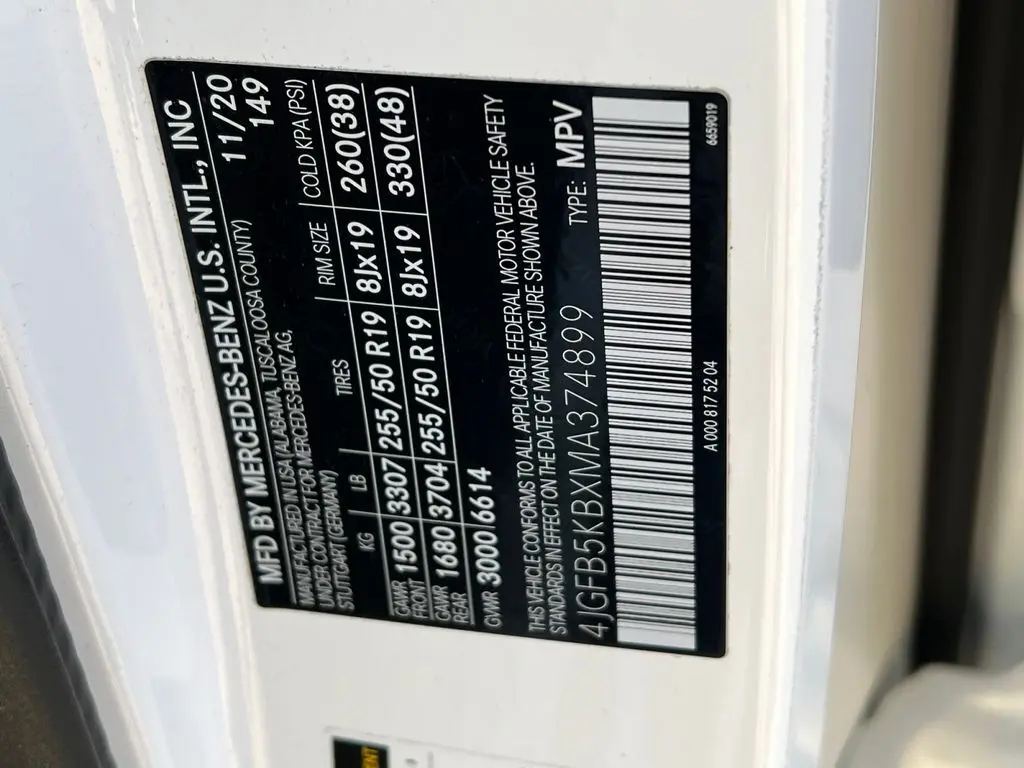 MFD BY MERCEDES-BENZ U.S. INTL., INC
MANUFACTURED IN USA (ALABAMA, TUSCALOOSA COUNTY) 11/20
UNDER CONTRACT FOR MERCEDES-BENZ AG, 149
STUTTGART (GERMANY)
KG LB TIRES RIM SIZE COLD KPA (PSI)
GAWR FRONT 1500 3307 255/50 R19 8Jx19 260(38)
GAWR REAR 1680 3704 255/50 R19 8Jx19 330(48)
GVWR 3000 6614
THIS VEHICLE CONFORMS TO ALL APPLICABLE FEDERAL MOTOR VEHICLE SAFETY
STANDARDS IN EFFECT ON THE DATE OF MANUFACTURE SHOWN ABOVE.
4JGFB5KBXMA374899 TYPE: MPV
A 000 817 52 04 6659019